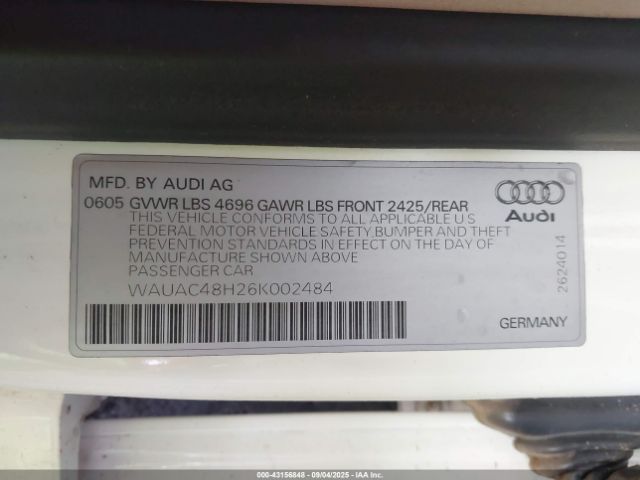 MFD. BY AUDI AG
0605 GVWR LBS 4696 GAWR LBS FRONT 2425/REAR
THIS VEHICLE CONFORMS TO ALL APPLICABLE U.S
FEDERAL MOTOR VEHICLE SAFETY, BUMPER AND THEFT
PREVENTION STANDARDS IN EFFECT ON THE DAY OF
MANUFACTURE SHOWN ABOVE
PASSENGER CAR
WAUAC48H26K002484
Audi
2624014
GERMANY
000-43156848 - 09/04/2025 - IAAI.COM